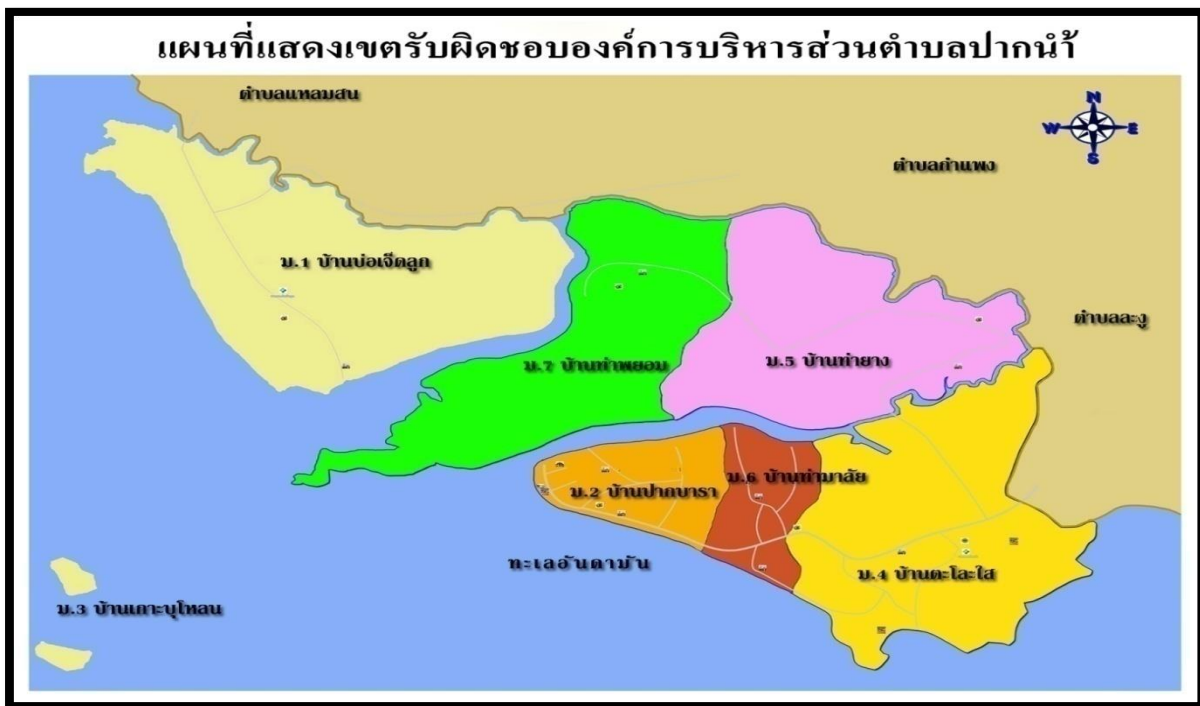 แผนที่แสดงเขตรับผิดชอบองค์การบริหารส่วนตำบลปากน้ำ
ตำบลแหลมสน
N
W E
S
ตำบลกำแพง
ม.1 บ้านบ่อเจ็ดลูก
ตำบลละงู
ม.7 บ้านท่าพยอม
ม.5 บ้านท่ายาง
ม.6 บ้านท่ามาลัย
ม.2 บ้านปากบารา
ทะเลอันดามัน
ม.4 บ้านตะโละใส
ม.3 บ้านเกาะบุโหลน